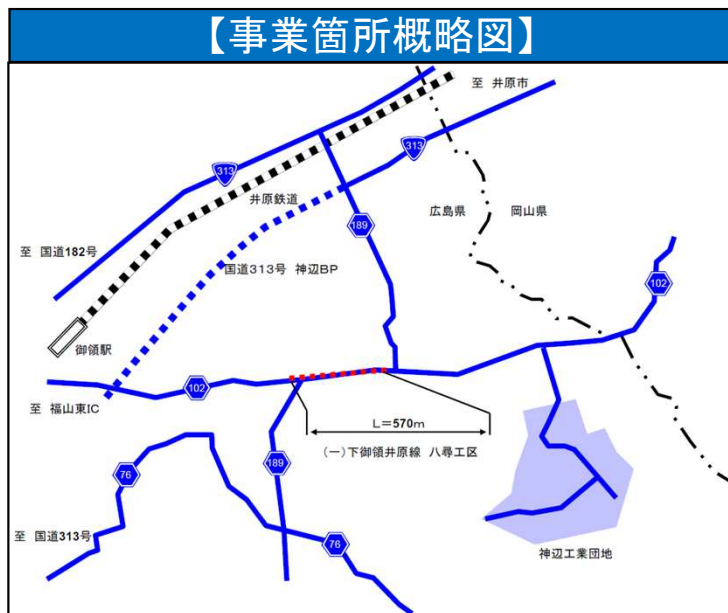 【事業箇所概略図】
至 井原市
313
313
井原鉄道
広島県
岡山県
189
至 国道182号
国道313号 神辺BP
102
御領駅
102
至 福山東IC
L=570m
(一)下御領井原線 八尋工区
189
76
至 国道313号
76
神辺工業団地